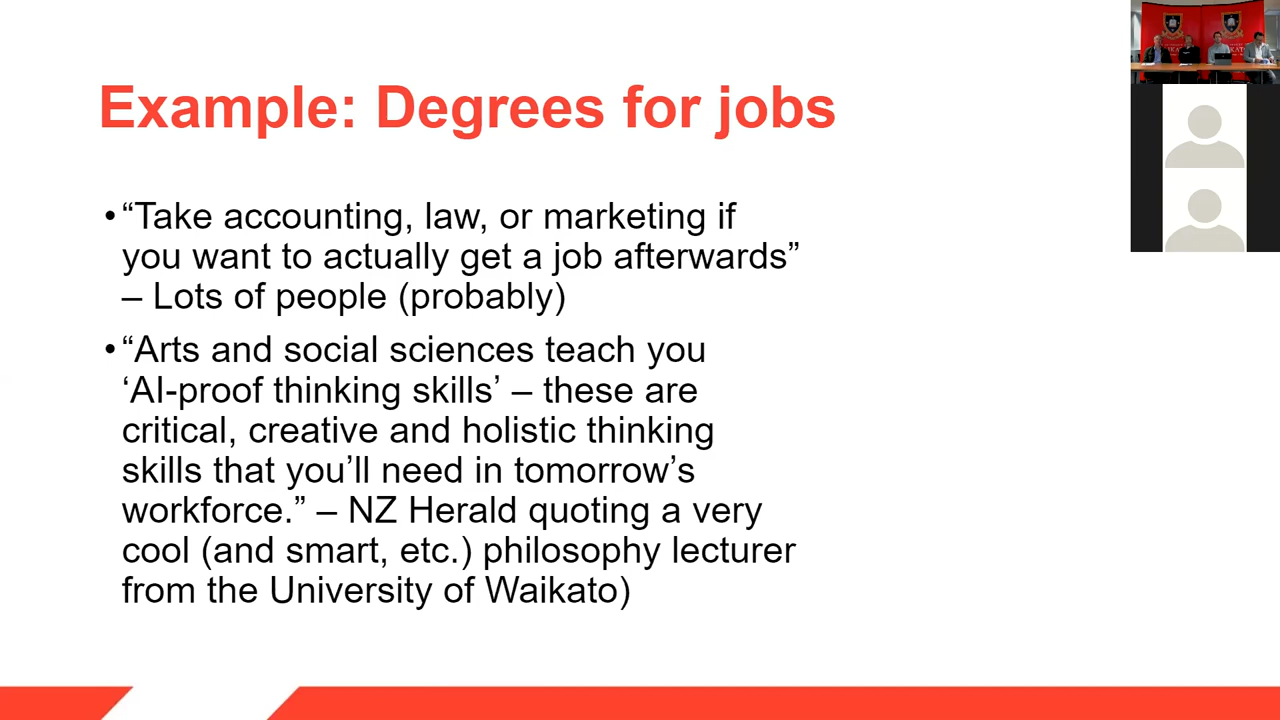 Example: Degrees for jobs
•“Take accounting, law, or marketing if
you want to actually get a job afterwards”
– Lots of people (probably)
•“Arts and social sciences teach you
‘AI-proof thinking skills’ – these are
critical, creative and holistic thinking
skills that you’ll need in tomorrow’s
workforce.” – NZ Herald quoting a very
cool (and smart, etc.) philosophy lecturer
from the University of Waikato)